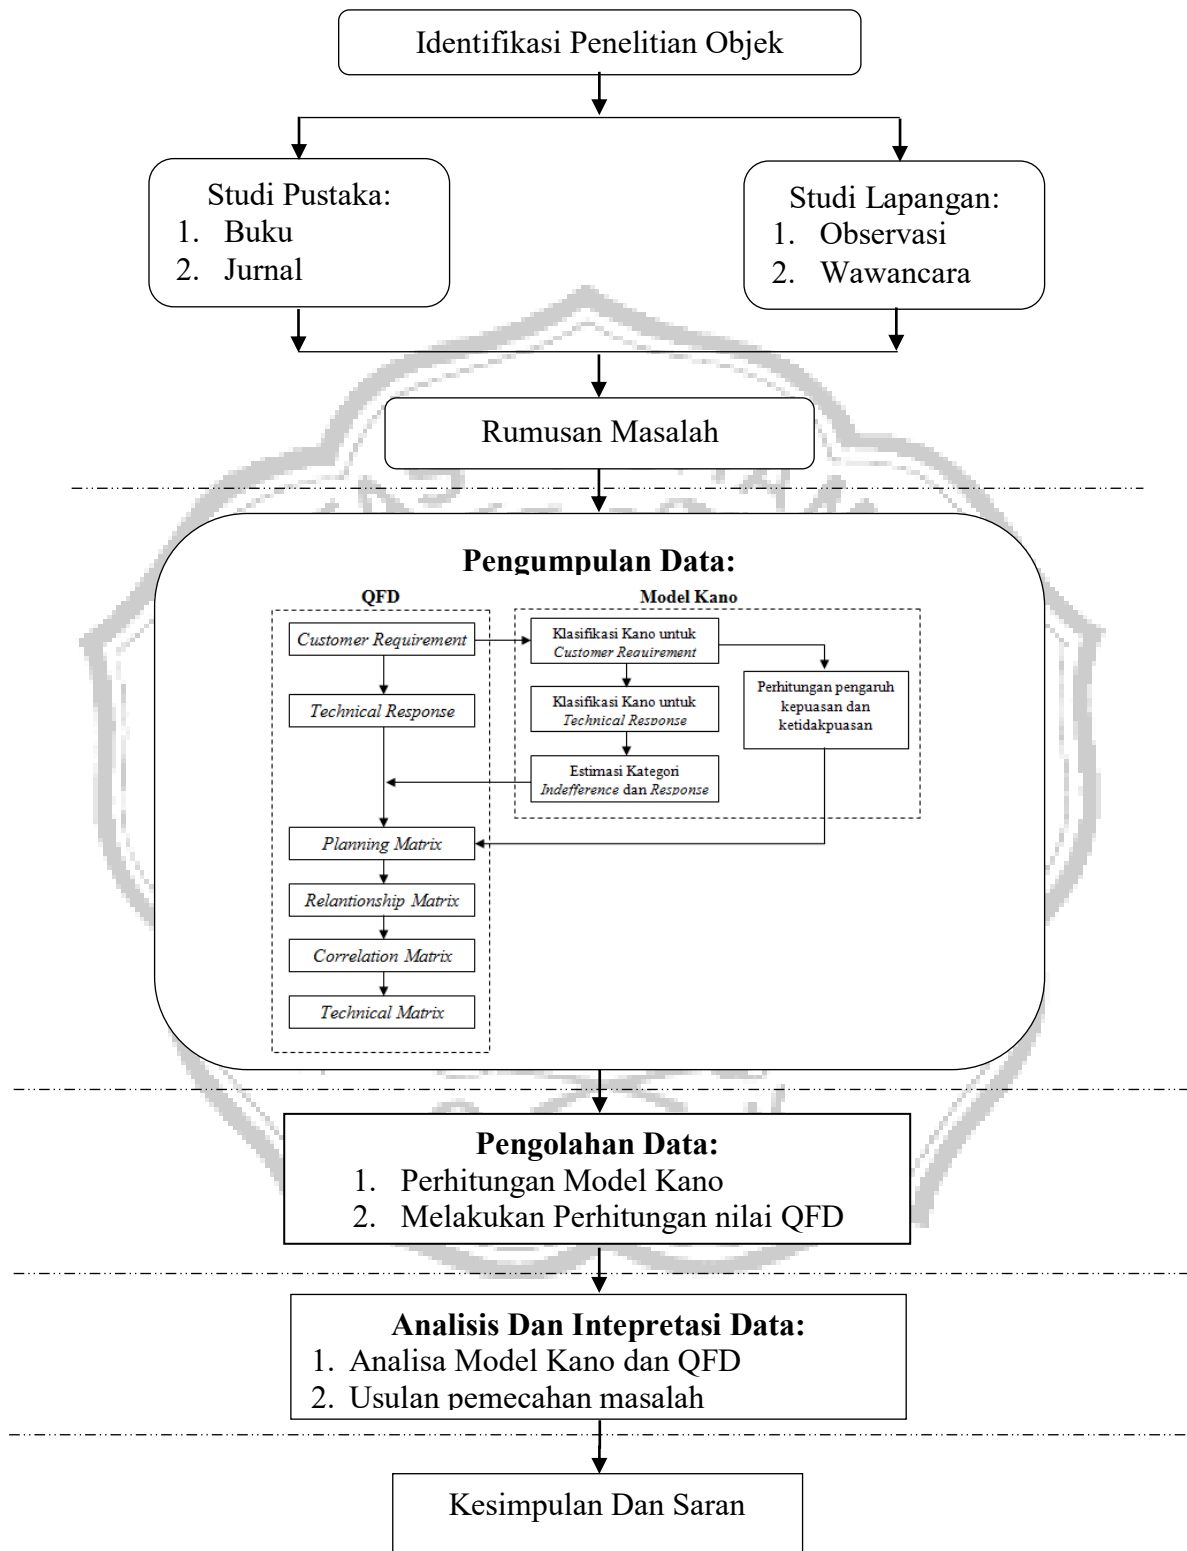 Identifikasi Penelitian Objek
Studi Pustaka:
1. Buku
2. Jurnal
Studi Lapangan:
1. Observasi
2. Wawancara
Rumusan Masalah
Pengumpulan Data:
QFD
Model Kano
Customer Requirement
Klasifikasi Kano untuk
Customer Requirement
Technical Response
Klasifikasi Kano untuk
Technical Response
Perhitungan pengaruh
kepuasan dan
ketidakpuasan
Estimasi Kategori
Indefference dan Response
Planning Matrix
Relantionship Matrix
Correlation Matrix
Technical Matrix
Pengolahan Data:
1. Perhitungan Model Kano
2. Melakukan Perhitungan nilai QFD
Analisis Dan Intepretasi Data:
1. Analisa Model Kano dan QFD
2. Usulan pemecahan masalah
Kesimpulan Dan Saran